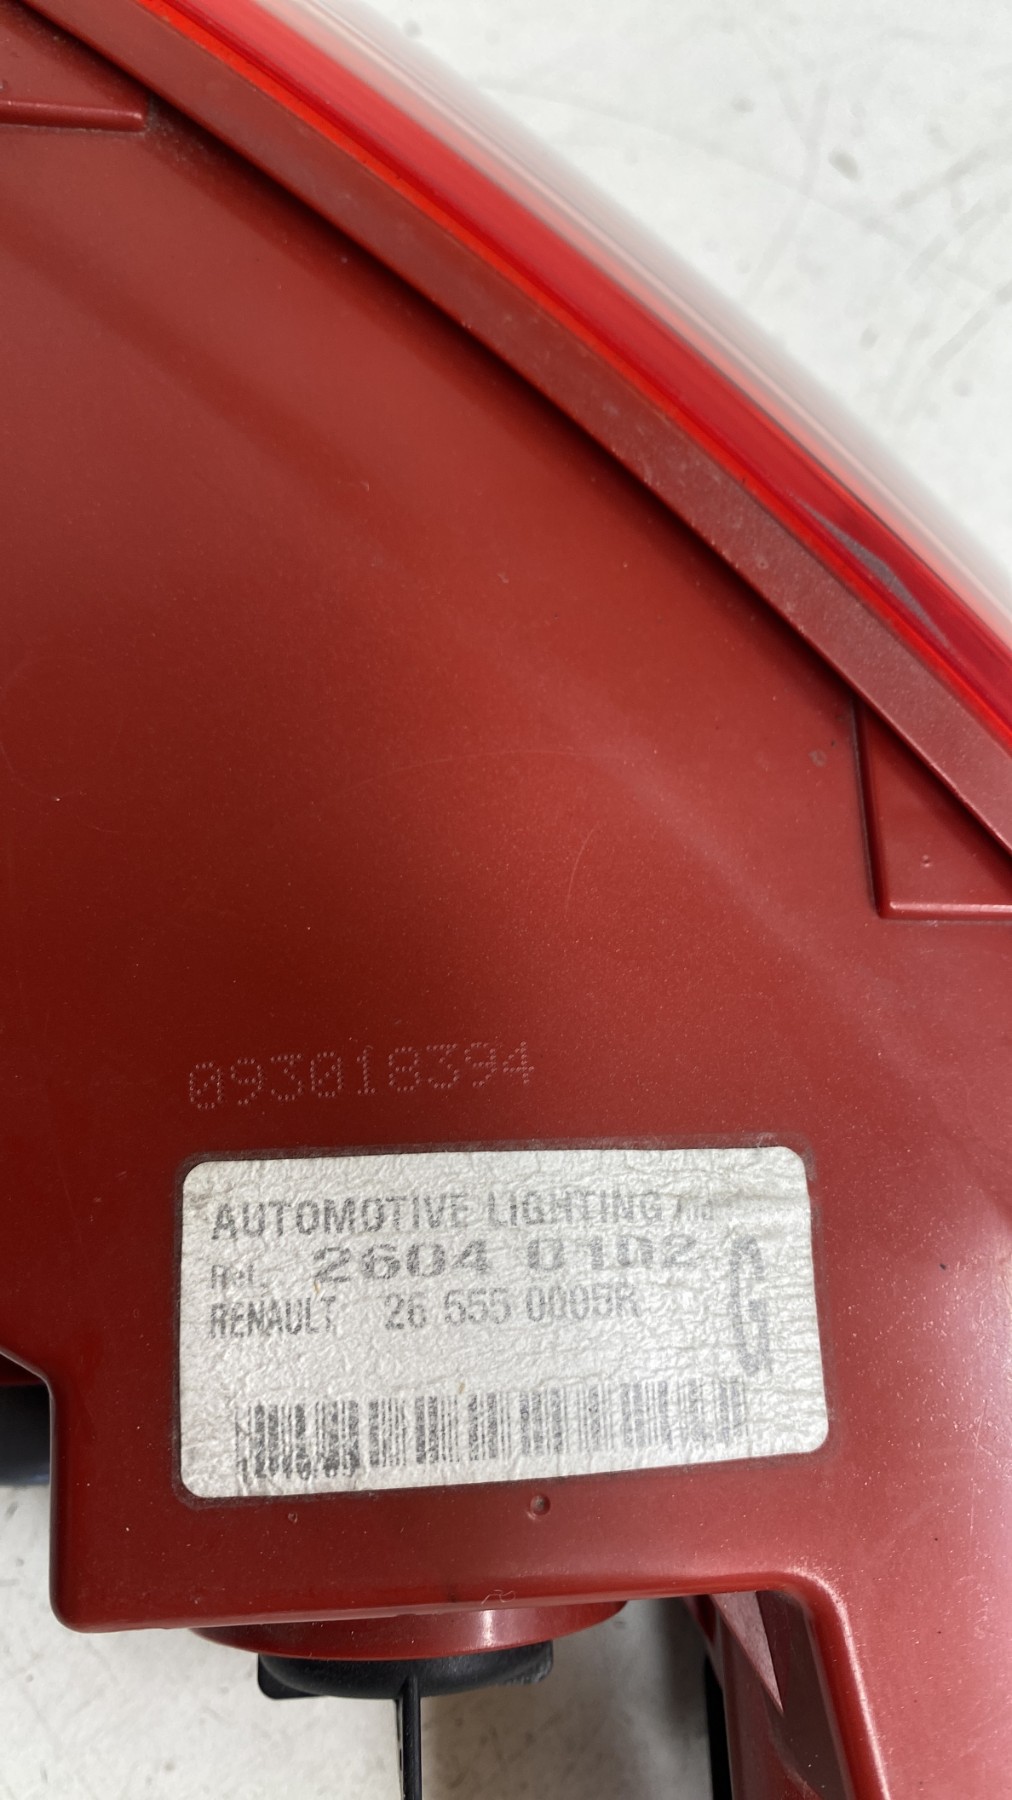 093018394
AUTOMOTIVE LIGHTING
Ref. 2604 0102 G
RENAULT 26 555 0005R